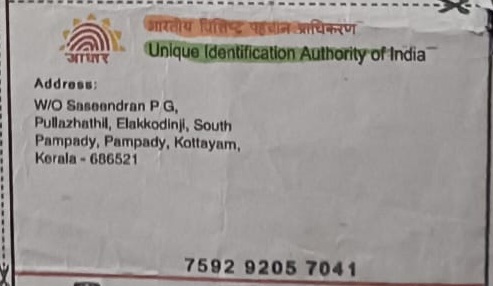 भारतीय विशिष्ट पहचान प्राधिकरण
Unique Identification Authority of India
आधार
Address:
W/O Saseendran P G,
Pullazhathil, Elakkodinji, South
Pampady, Pampady, Kottayam,
Kerala - 686521
7592 9205 7041